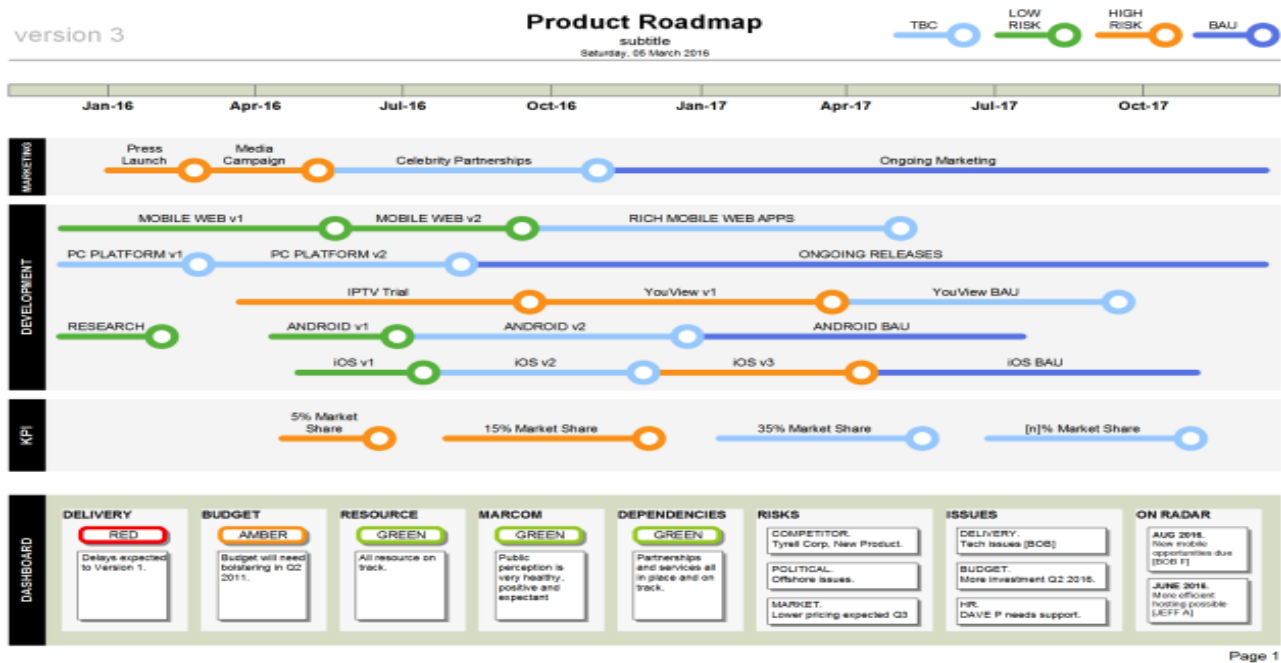 version 3
Product Roadmap
subtitle
Saturday, 05 March 2016
TBC
LOW
RISK
HIGH
RISK
BAU
Jan-16
Apr-16
Jul-16
Oct-16
Jan-17
Apr-17
Jul-17
Oct-17
MARKETING
Press
Launch
Media
Campaign
Celebrity Partnerships
Ongoing Marketing
DEVELOPMENT
MOBILE WEB v1
MOBILE WEB v2
RICH MOBILE WEB APPS
PC PLATFORM v1
PC PLATFORM v2
ONGOING RELEASES
IPTV Trial
YouView v1
YouView BAU
RESEARCH
ANDROID v1
ANDROID v2
ANDROID BAU
iOS v1
iOS v2
iOS v3
iOS BAU
KPI
5% Market
Share
15% Market Share
35% Market Share
[n]% Market Share
DASHBOARD
DELIVERY
RED
Delays expected
to Version 1.
BUDGET
AMBER
Budget will need
bolstering in Q2
2011.
RESOURCE
GREEN
All resource on
track.
MARCOM
GREEN
Public
perception is
very healthy,
positive and
expectant
DEPENDENCIES
GREEN
Partnerships
and services all
in place and on
track.
RISKS
COMPETITOR.
Tyrell Corp, New Product.
POLITICAL.
Offshore issues.
MARKET.
Lower pricing expected Q3
ISSUES
DELIVERY.
Tech issues [BOB]
BUDGET.
More investment Q2 2016.
HR.
DAVE P needs support.
ON RADAR
AUG 2016.
New mobile
opportunities due
[BOB F]
JUNE 2016.
More efficient
hosting possible
[JEFF A]
Page 1